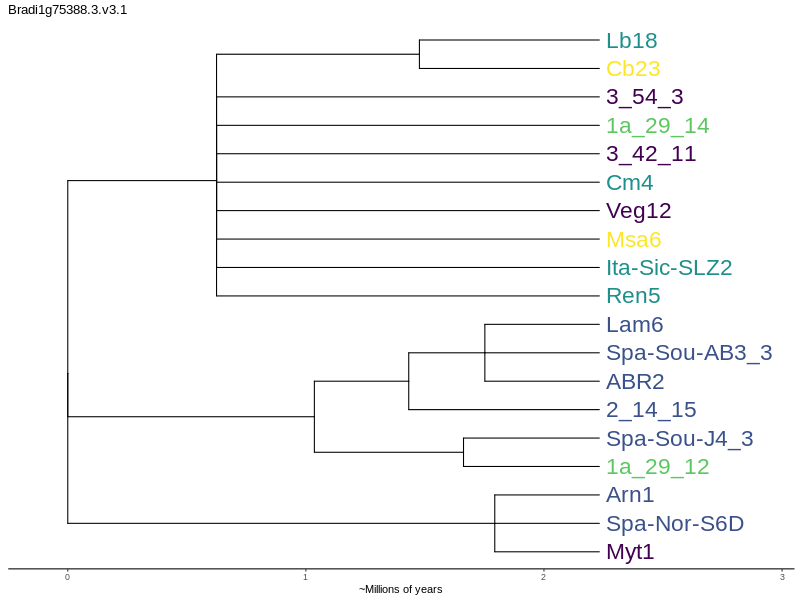 Bradi1g75388.3.v3.1
Lb18
Cb23
3_54_3
1a_29_14
3_42_11
Cm4
Veg12
Msa6
Ita-Sic-SLZ2
Ren5
Lam6
Spa-Sou-AB3_3
ABR2
2_14_15
Spa-Sou-J4_3
1a_29_12
Arn1
Spa-Nor-S6D
Myt1
0 1 2 3
~Millions of years